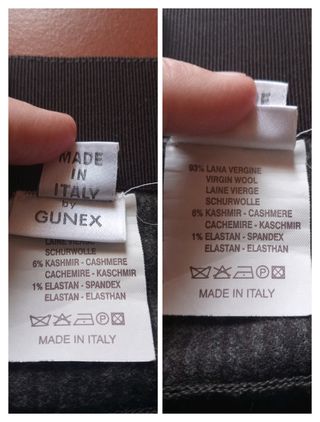 MADE
IN
ITALY
by
GUNEX
LAINE VIERGE
SCHURWOLLE
6% KASHMIR - CASHMERE
CACHEMIRE - KASCHMIR
1% ELASTAN - SPANDEX
ELASTAN - ELASTHAN
P
MADE IN ITALY
93% LANA VERGINE
VIRGIN WOOL
LAINE VIERGE
SCHURWOLLE
6% KASHMIR - CASHMERE
CACHEMIRE - KASCHMIR
1% ELASTAN - SPANDEX
ELASTAN - ELASTHAN
P
MADE IN ITALY